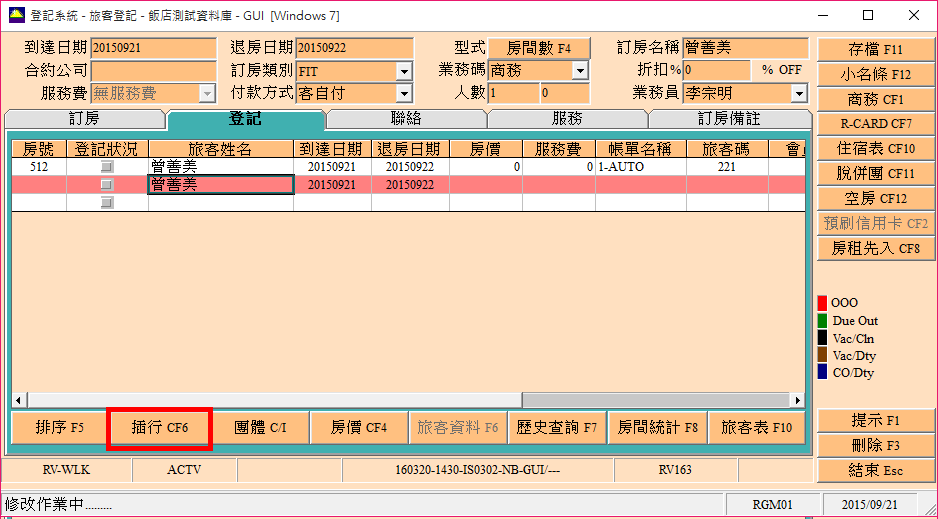 登記系統 - 旅客登記 - 飯店測試資料庫 - GUI [Windows 7]
到達日期 20150921 退房日期 20150922 型式 房間數 F4 訂房名稱 曾善美
合約公司 訂房類別 FIT 業務碼 商務 折扣% 0 % OFF
服務費 無服務費 付款方式 客自付 人數 1 0 業務員 李宗明
訂房 登記 聯絡 服務 訂房備註
房號 登記狀況 旅客姓名 到達日期 退房日期 房價 服務費 帳單名稱 旅客碼 會
512 曾善美 20150921 20150922 0 0 1-AUTO 221
曾善美 20150921 20150922
排序 F5 插行 CF6 團體 C/I 房價 CF4 旅客資料 F6 歷史查詢 F7 房間統計 F8 旅客表 F10
存檔 F11
小名條 F12
商務 CF1
R-CARD CF7
住宿表 CF10
脫併團 CF11
空房 CF12
預刷信用卡 CF2
房租先入 CF8
OOO
Due Out
Vac/Cln
Vac/Dty
CO/Dty
提示 F1
刪除 F3
結束 Esc
RV-WLK ACTV 160320-1430-IS0302-NB-GUI/--- RV163
修改作業中......... RGM01 2015/09/21